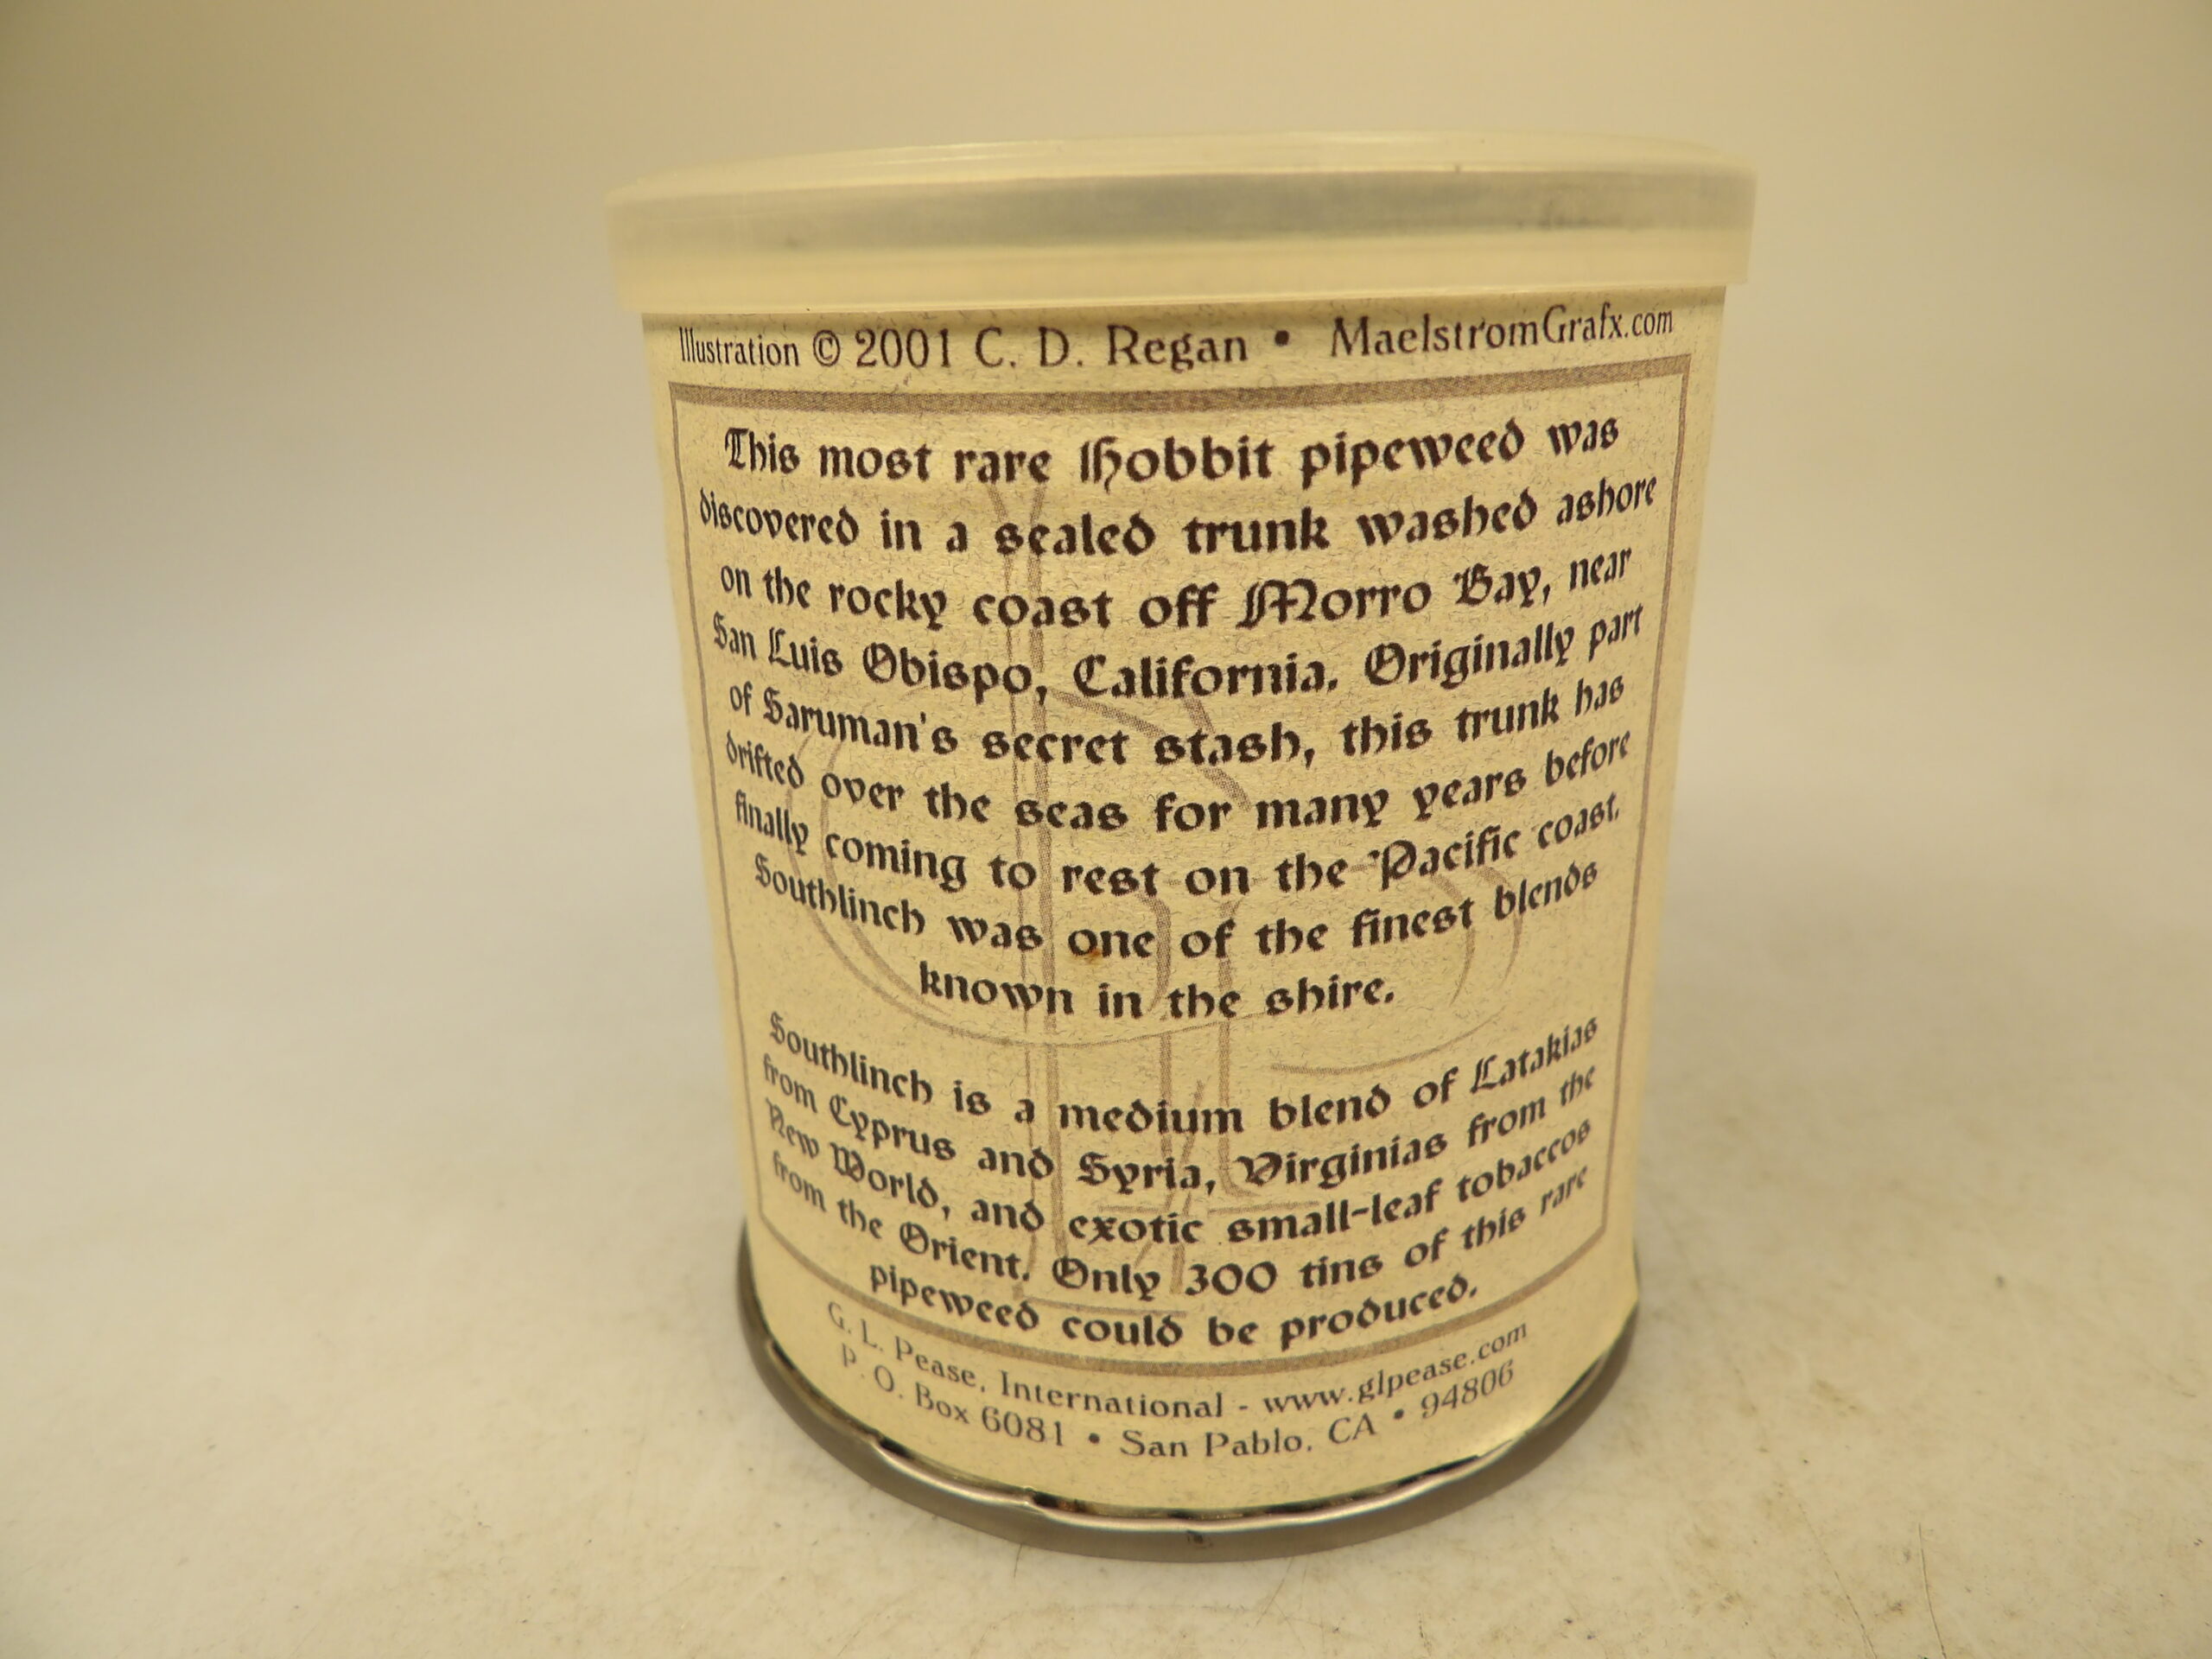 Illustration © 2001 C. D. Regan • MaelstromGrafx.com
This most rare Hobbit pipeweed was
discovered in a sealed trunk washed ashore
on the rocky coast off Morro Bay, near
San Luis Obispo, California. Originally part
of Saruman's secret stash, this trunk has
drifted over the seas for many years before
finally coming to rest on the Pacific coast.
Southlinch was one of the finest blends
known in the shire.
Southlinch is a medium blend of Latakias
from Cyprus and Syria, Virginias from the
New World, and exotic small-leaf tobaccos
from the Orient. Only 300 tins of this rare
pipeweed could be produced.
G. L. Pease, International - www.glpease.com
P. O. Box 6081 • San Pablo, CA • 94806